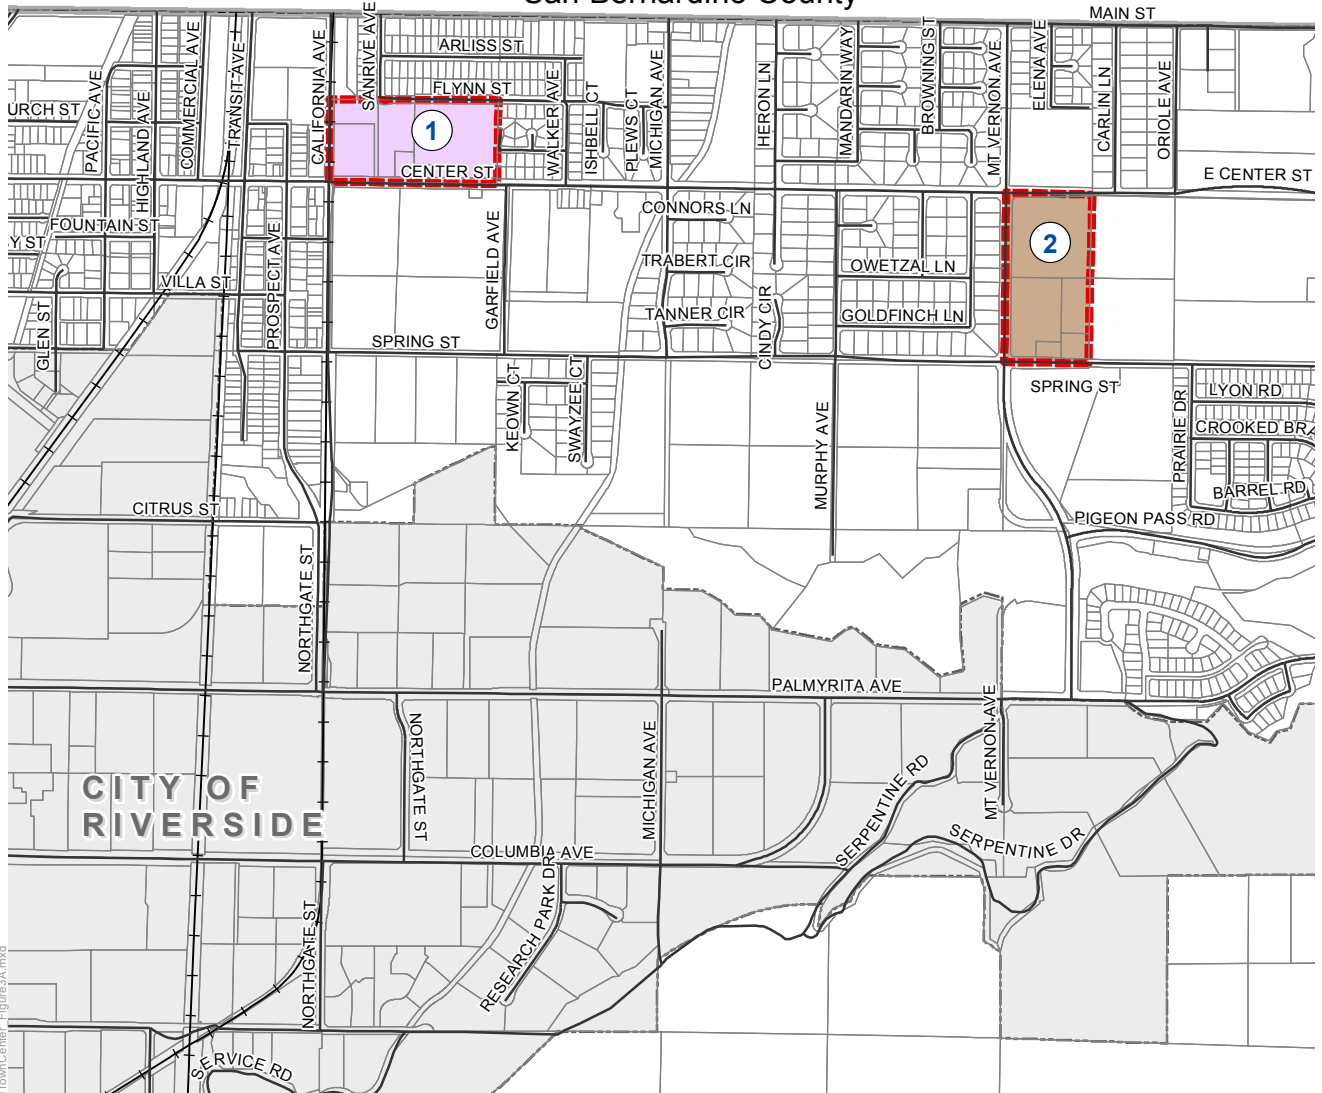 San Bernardino County
MAIN ST
ARLISS ST
FLYNN ST
CENTER ST
E CENTER ST
URCH ST
PACIFIC AVE
HIGHLAND AVE
COMMERCIAL AVE
TRANSIT AVE
CALIFORNIA AVE
SANRIVE AVE
WALKER AVE
ISHBELL CT
PLEWS CT
MICHIGAN AVE
HERON LN
MANDARIN WAY
BROWNING ST
MT VERNON AVE
ELENA AVE
CARLIN LN
ORIOLE AVE
1
2
FOUNTAIN ST
Y ST
VILLA ST
GLEN ST
PROSPECT AVE
GARFIELD AVE
CONNORS LN
TRABERT CIR
TANNER CIR
CINDY CIR
OWETZAL LN
GOLDFINCH LN
SPRING ST
SPRING ST
KEOWN CT
SWAYZEE CT
MURPHY AVE
PRAIRIE DR
LYON RD
CROOKED BRA
BARREL RD
PIGEON PASS RD
CITRUS ST
NORTHGATE ST
PALMYRITA AVE
NORTHGATE ST
MICHIGAN AVE
MT VERNON AVE
SERPENTINE RD
SERPENTINE DR
CITY OF
RIVERSIDE
COLUMBIA AVE
RESEARCH PARK DR
NORTHGATE ST
SERVICE RD
TownCenter_Figure3A.mxd